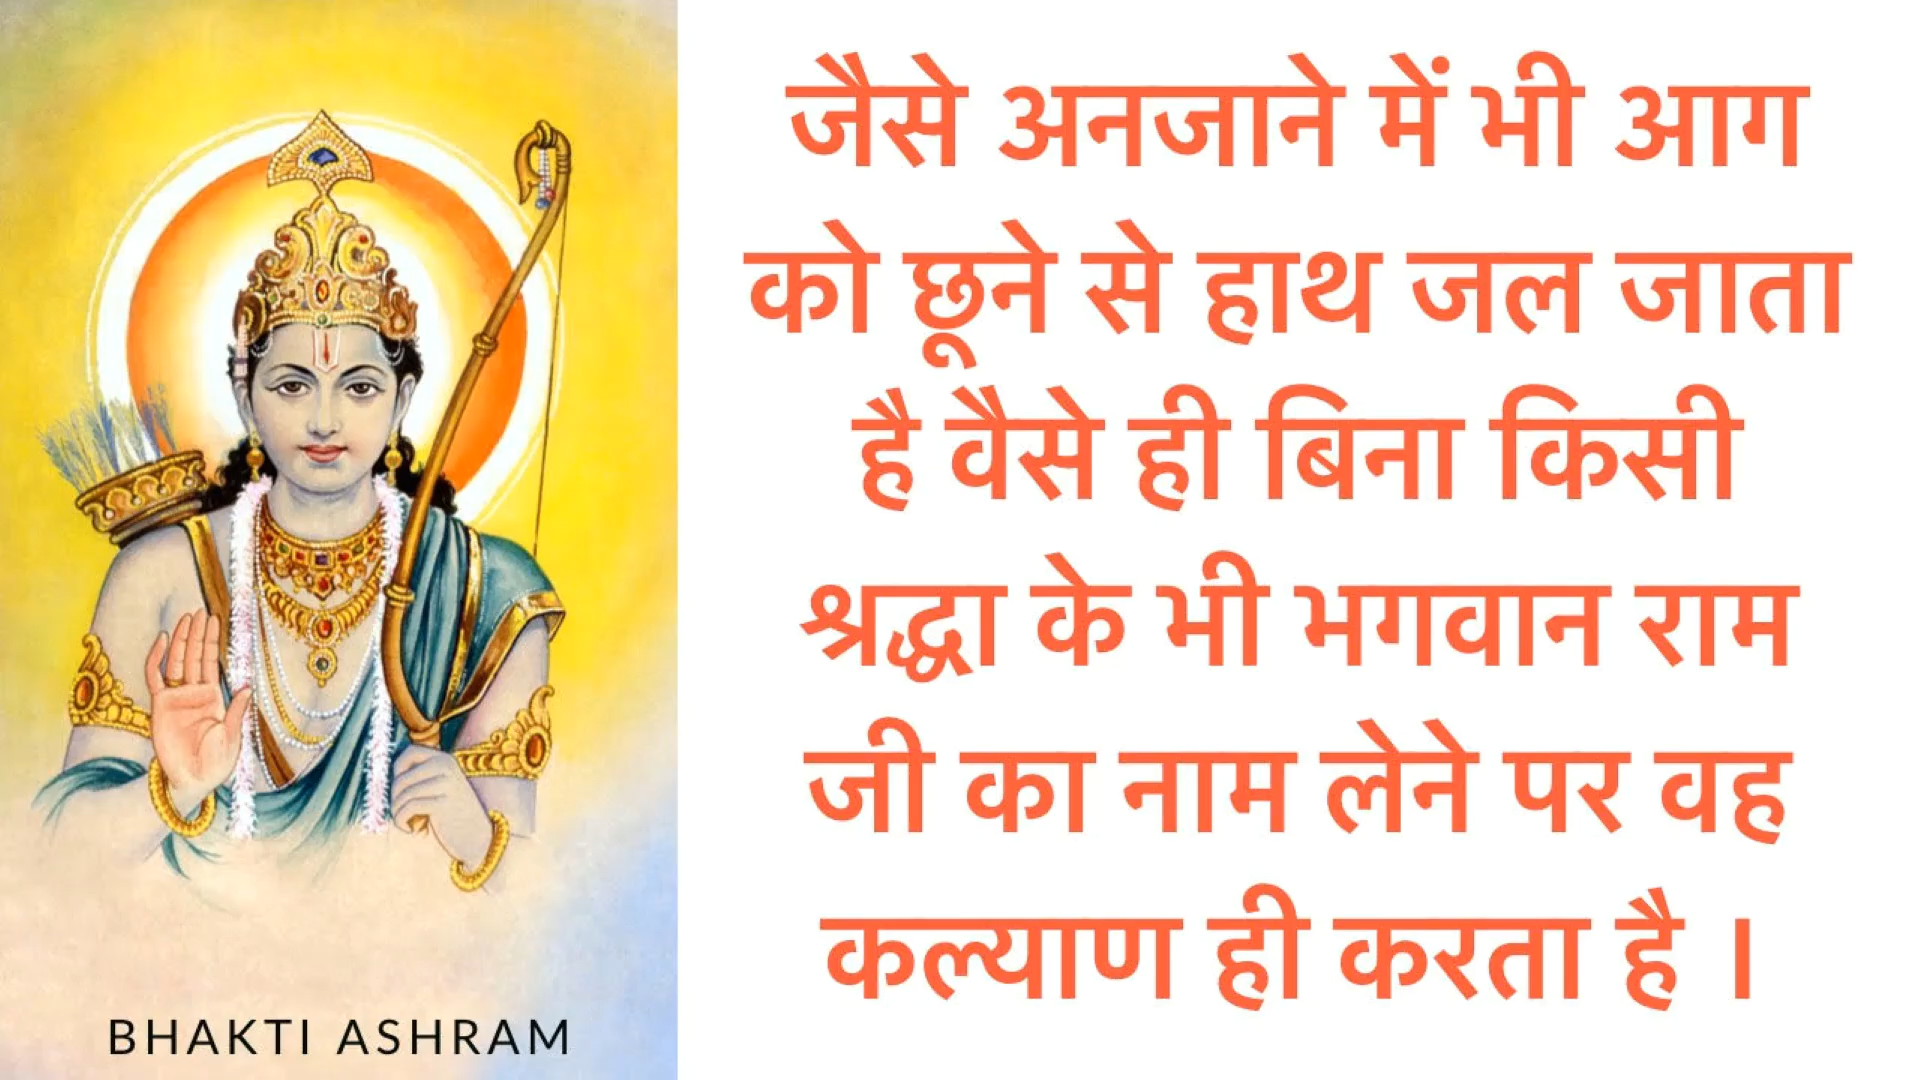 जैसे अनजाने में भी आग
को छूने से हाथ जल जाता
है वैसे ही बिना किसी
श्रद्धा के भी भगवान राम
जी का नाम लेने पर वह
कल्याण ही करता है ।
BHAKTI ASHRAM